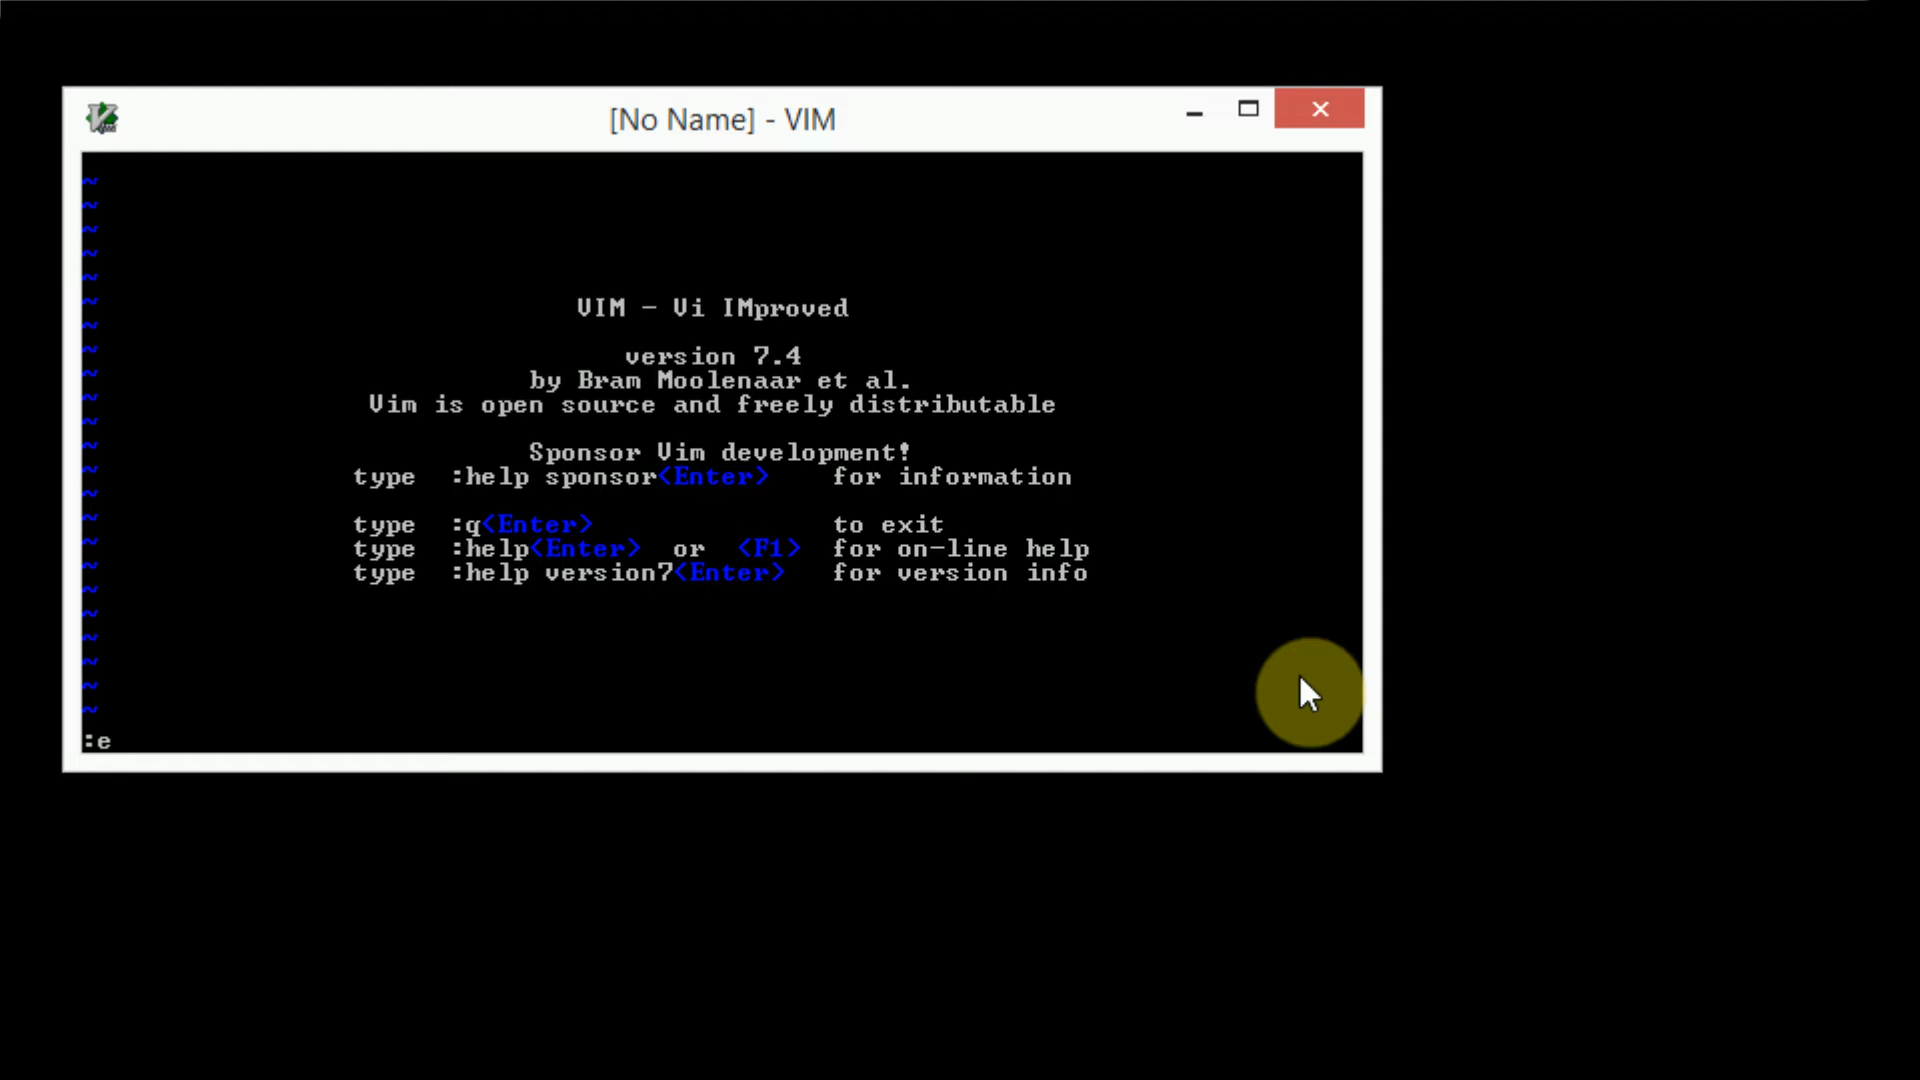 [No Name] - VIM
~
~
~
~
~
~
VIM - Vi IMproved
~
~
version 7.4
~
by Bram Moolenaar et al.
~
Vim is open source and freely distributable
~
~
Sponsor Vim development!
~
type :help sponsor<Enter> for information
~
~
type :q<Enter> to exit
~
type :help<Enter> or <F1> for on-line help
~
type :help version7<Enter> for version info
~
~
~
~
~
~
:e